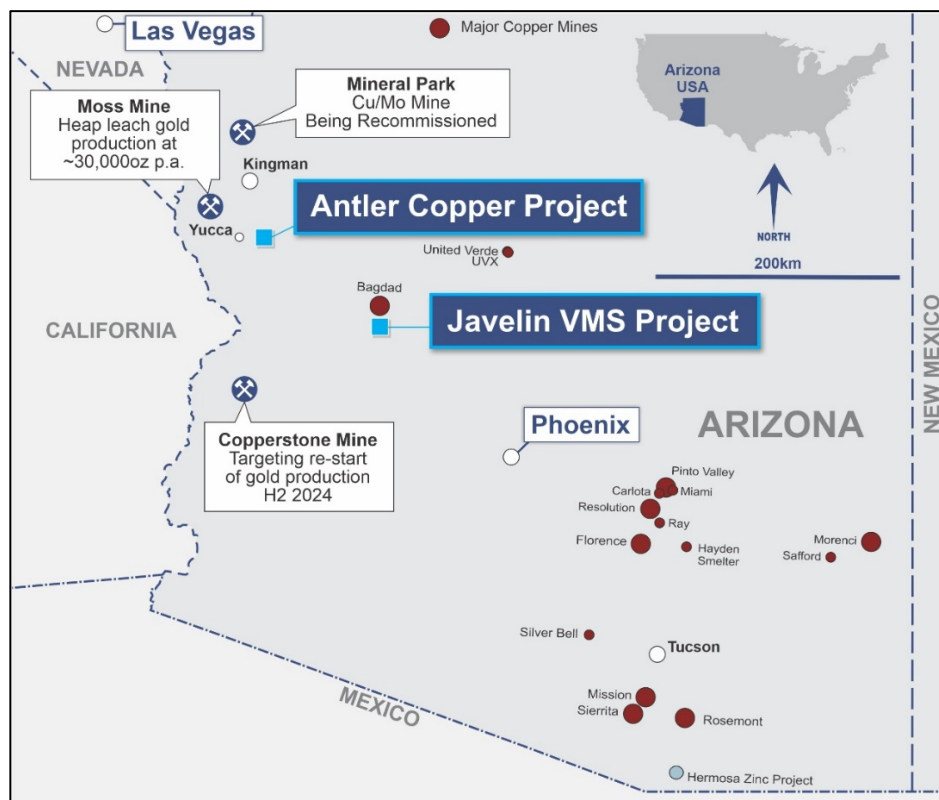 Las Vegas
Major Copper Mines
NEVADA
Arizona
USA
Mineral Park
Cu/Mo Mine
Being Recommissioned
Moss Mine
Heap leach gold
production at
~30,000oz p.a.
Kingman
Antler Copper Project
Yucca
NORTH
200km
United Verde
UVX
Bagdad
Javelin VMS Project
CALIFORNIA
NEW MEXICO
Phoenix
ARIZONA
Copperstone Mine
Targeting re-start
of gold production
H2 2024
Pinto Valley
Carlota
Miami
Resolution
Ray
Florence
Hayden
Smelter
Morenci
Safford
Silver Bell
Tucson
Mission
Sierrita
Rosemont
MEXICO
Hermosa Zinc Project